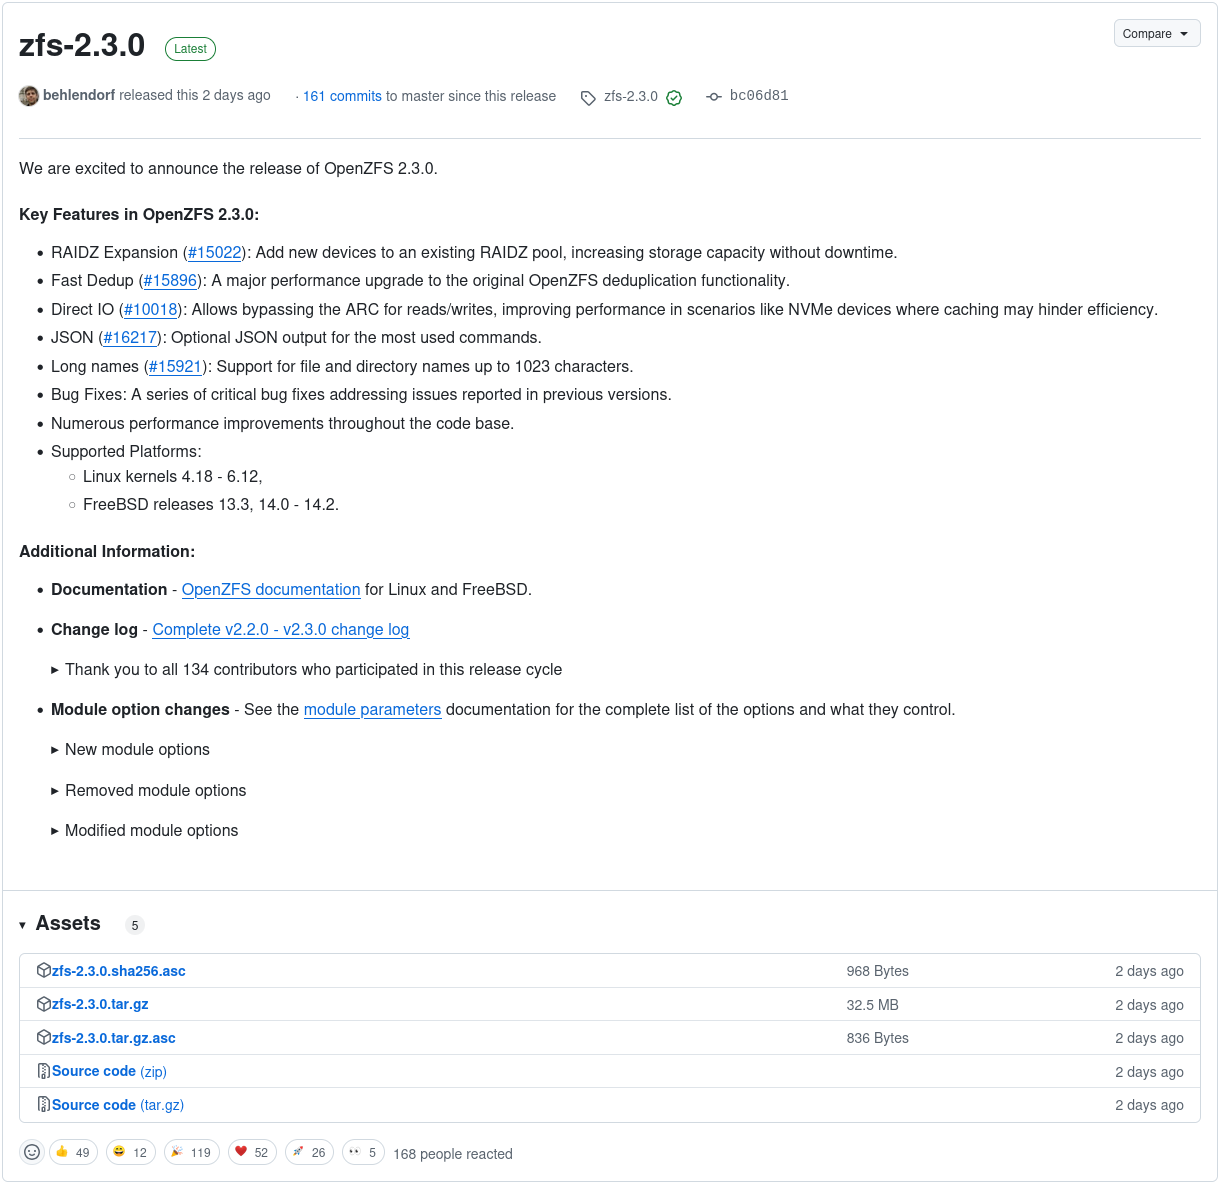 zfs-2.3.0 Latest Compare
behlendorf released this 2 days ago · 161 commits to master since this release zfs-2.3.0 bc06d81
We are excited to announce the release of OpenZFS 2.3.0.
Key Features in OpenZFS 2.3.0:
• RAIDZ Expansion (#15022): Add new devices to an existing RAIDZ pool, increasing storage capacity without downtime.
• Fast Dedup (#15896): A major performance upgrade to the original OpenZFS deduplication functionality.
• Direct IO (#10018): Allows bypassing the ARC for reads/writes, improving performance in scenarios like NVMe devices where caching may hinder efficiency.
• JSON (#16217): Optional JSON output for the most used commands.
• Long names (#15921): Support for file and directory names up to 1023 characters.
• Bug Fixes: A series of critical bug fixes addressing issues reported in previous versions.
• Numerous performance improvements throughout the code base.
• Supported Platforms:
○ Linux kernels 4.18 - 6.12,
○ FreeBSD releases 13.3, 14.0 - 14.2.
Additional Information:
• Documentation - OpenZFS documentation for Linux and FreeBSD.
• Change log - Complete v2.2.0 - v2.3.0 change log
▸ Thank you to all 134 contributors who participated in this release cycle
• Module option changes - See the module parameters documentation for the complete list of the options and what they control.
▸ New module options
▸ Removed module options
▸ Modified module options
▾ Assets 5
zfs-2.3.0.sha256.asc 968 Bytes 2 days ago
zfs-2.3.0.tar.gz 32.5 MB 2 days ago
zfs-2.3.0.tar.gz.asc 836 Bytes 2 days ago
Source code (zip) 2 days ago
Source code (tar.gz) 2 days ago
👍 49 😄 12 🎉 119 ❤️ 52 🚀 26 👀 5 168 people reacted